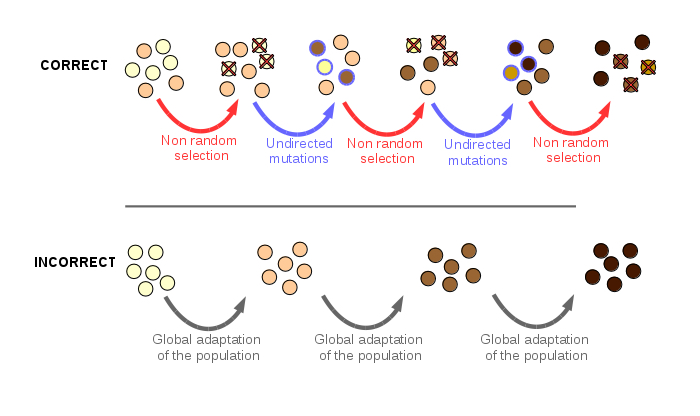 CORRECT
Non random
selection
Undirected
mutations
Non random
selection
Undirected
mutations
Non random
selection
INCORRECT
Global adaptation
of the population
Global adaptation
of the population
Global adaptation
of the population